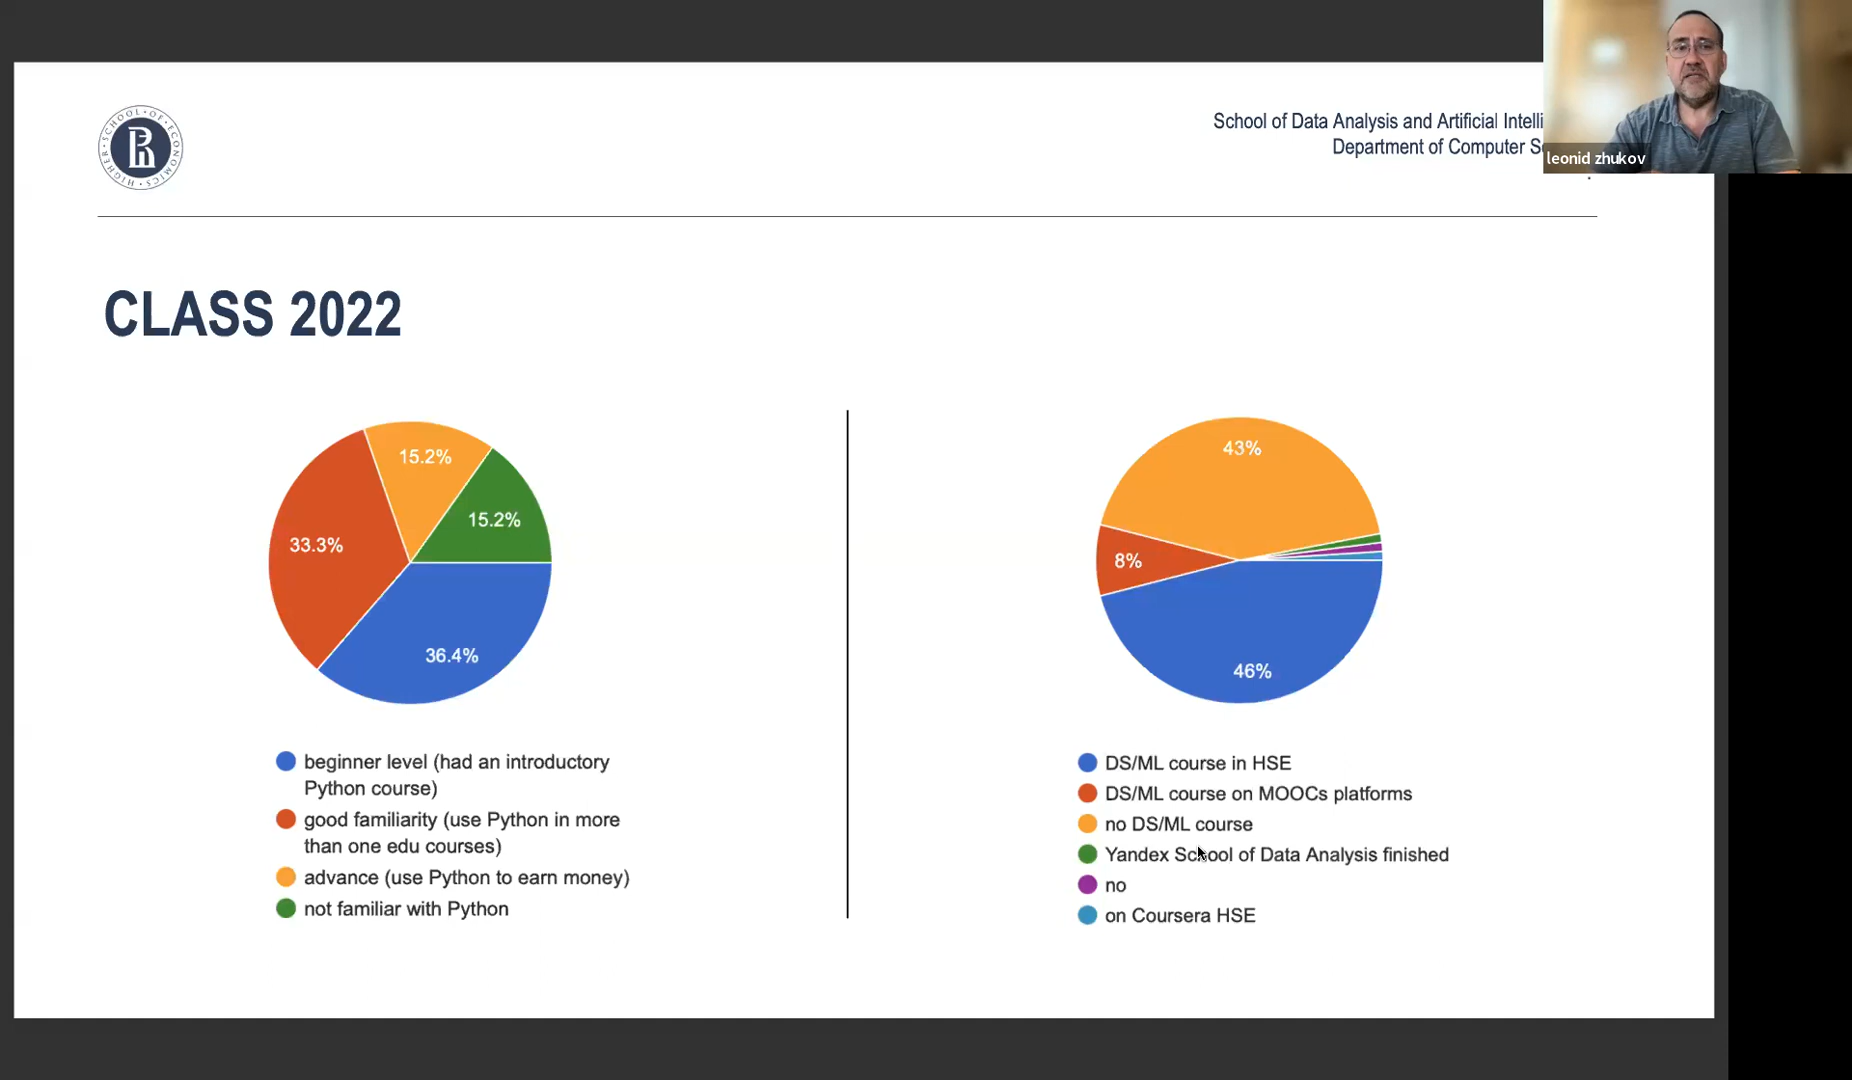 HIGHER · SCHOOL · OF · ECONOMICS ·
School of Data Analysis and Artificial Intelli
Department of Computer S
leonid zhukov
CLASS 2022
15.2%
15.2%
33.3%
36.4%
beginner level (had an introductory
Python course)
good familiarity (use Python in more
than one edu courses)
advance (use Python to earn money)
not familiar with Python
43%
8%
46%
DS/ML course in HSE
DS/ML course on MOOCs platforms
no DS/ML course
Yandex School of Data Analysis finished
no
on Coursera HSE